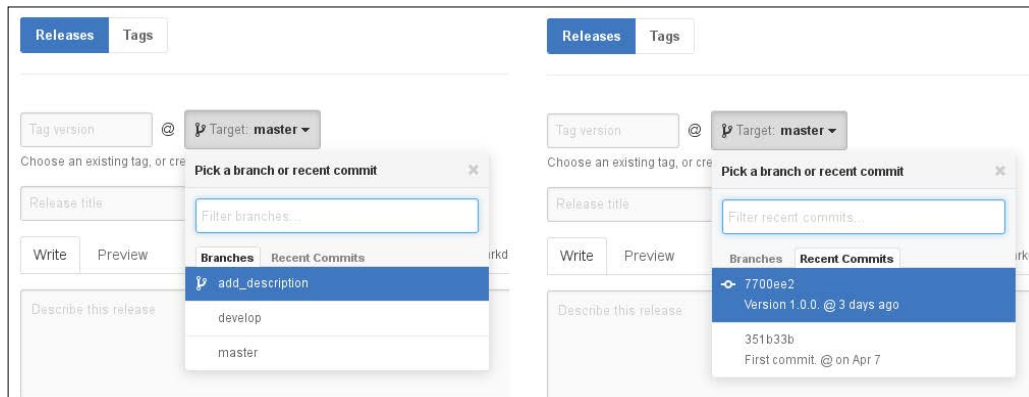 Releases Tags
Tag version @ Target: master
Choose an existing tag, or cre
Pick a branch or recent commit
Release title
Filter branches...
Write Preview
Branches Recent Commits
arkd
add_description
Describe this release
develop
master
Releases Tags
Tag version @ Target: master
Choose an existing tag, or cre
Pick a branch or recent commit
Release title
Filter recent commits...
Write Preview
Branches Recent Commits
ark
7700ee2
Version 1.0.0. @ 3 days ago
Describe this release
351b33b
First commit. @ on Apr 7